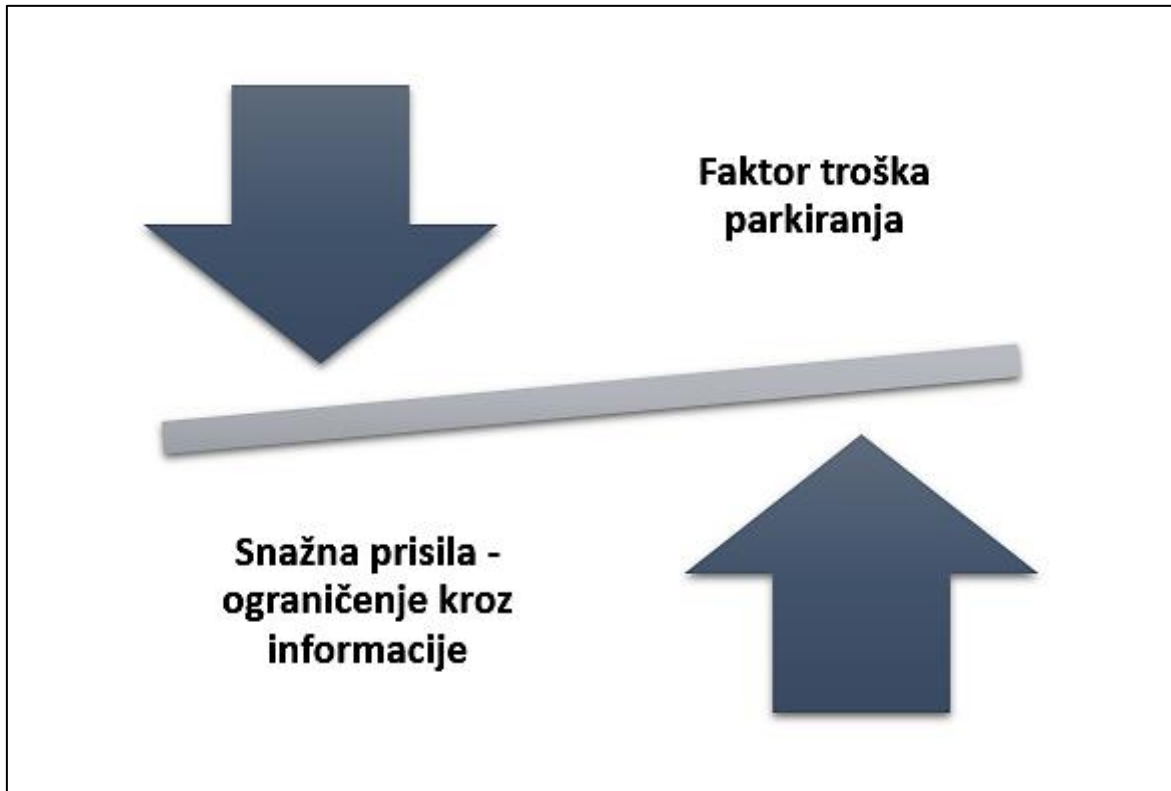 Faktor troška
parkiranja
Snažna prisila -
ograničenje kroz
informacije